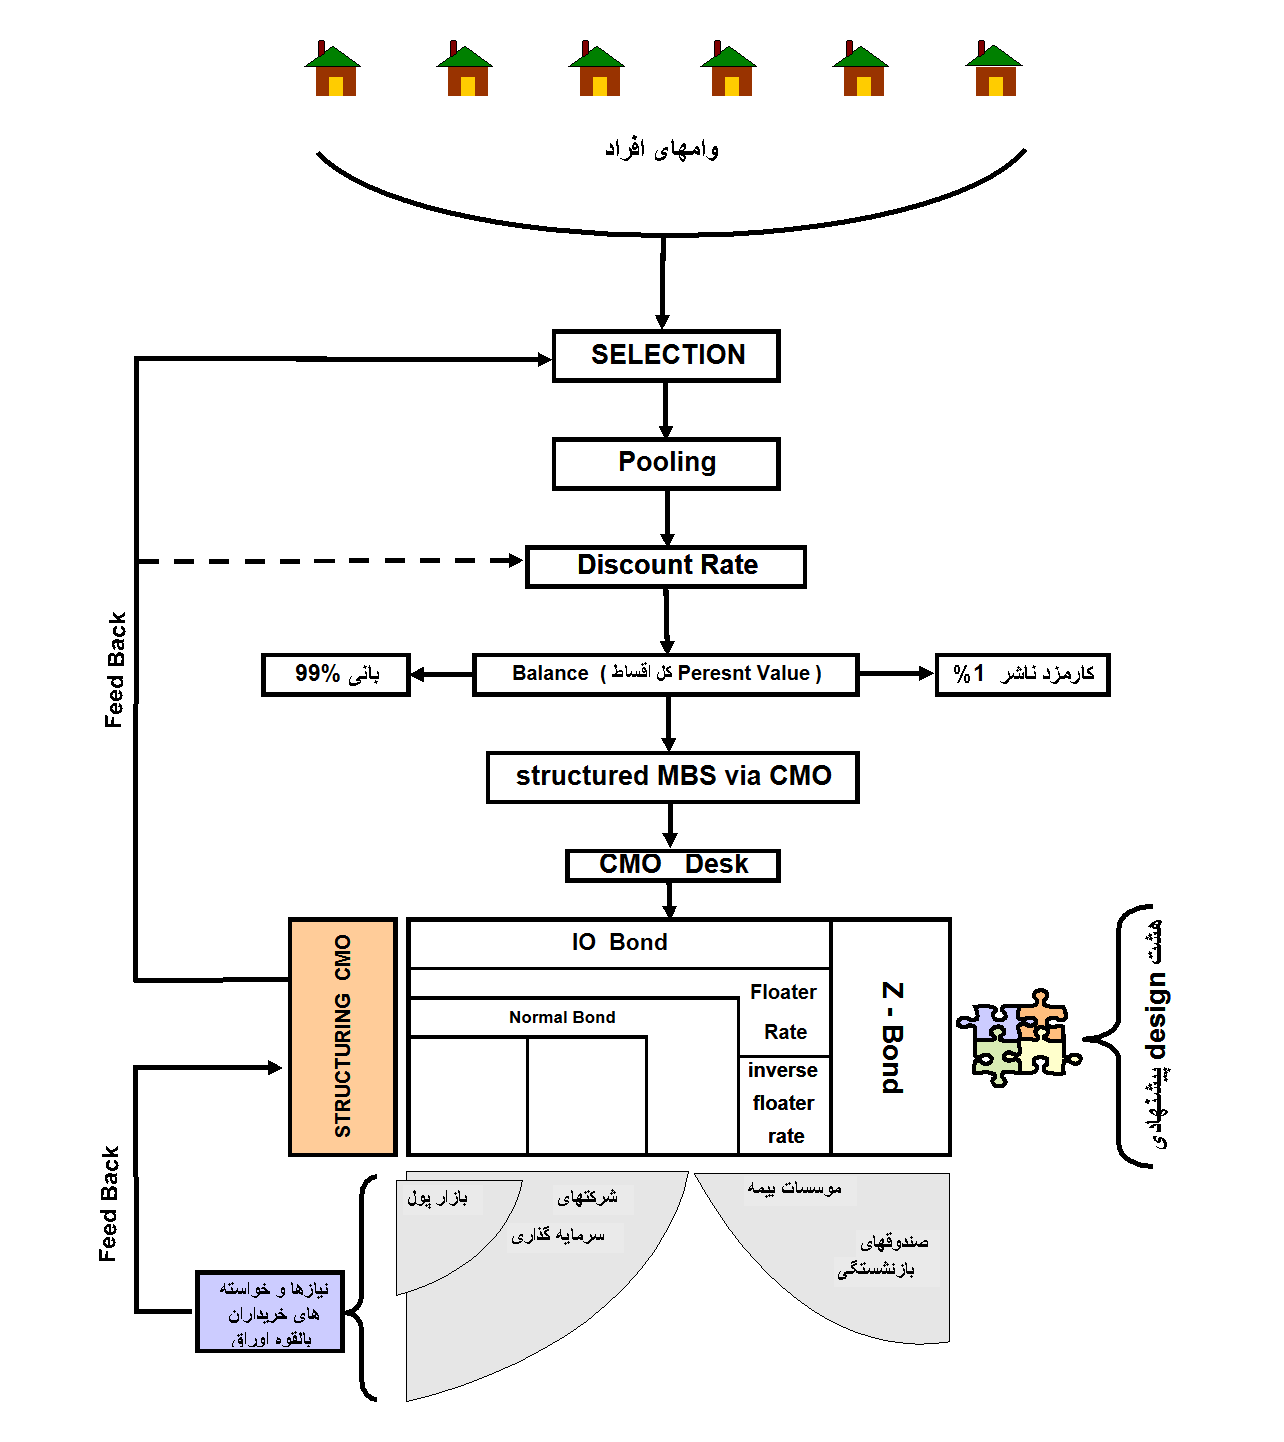 وامهای افراد
SELECTION
Pooling
Discount Rate
بانی 99%
Balance ( کل اقساط Peresnt Value )
کارمزد ناشر 1%
structured MBS via CMO
CMO Desk
Feed Back
STRUCTURING CMO
IO Bond
Floater
Rate
Normal Bond
inverse
floater
rate
Z - Bond
هشت design پیشنهادی
Feed Back
بازار پول
شرکتهای
سرمایه گذاری
موسسات بیمه
صندوقهای
بازنشستگی
نیازها و خواسته
های خریداران
بالقوه اوراق